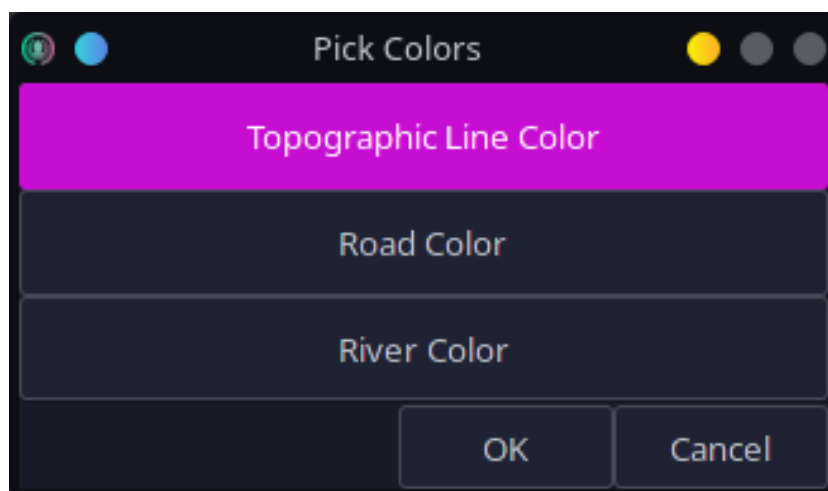 Pick Colors
Topographic Line Color
Road Color
River Color
OK Cancel